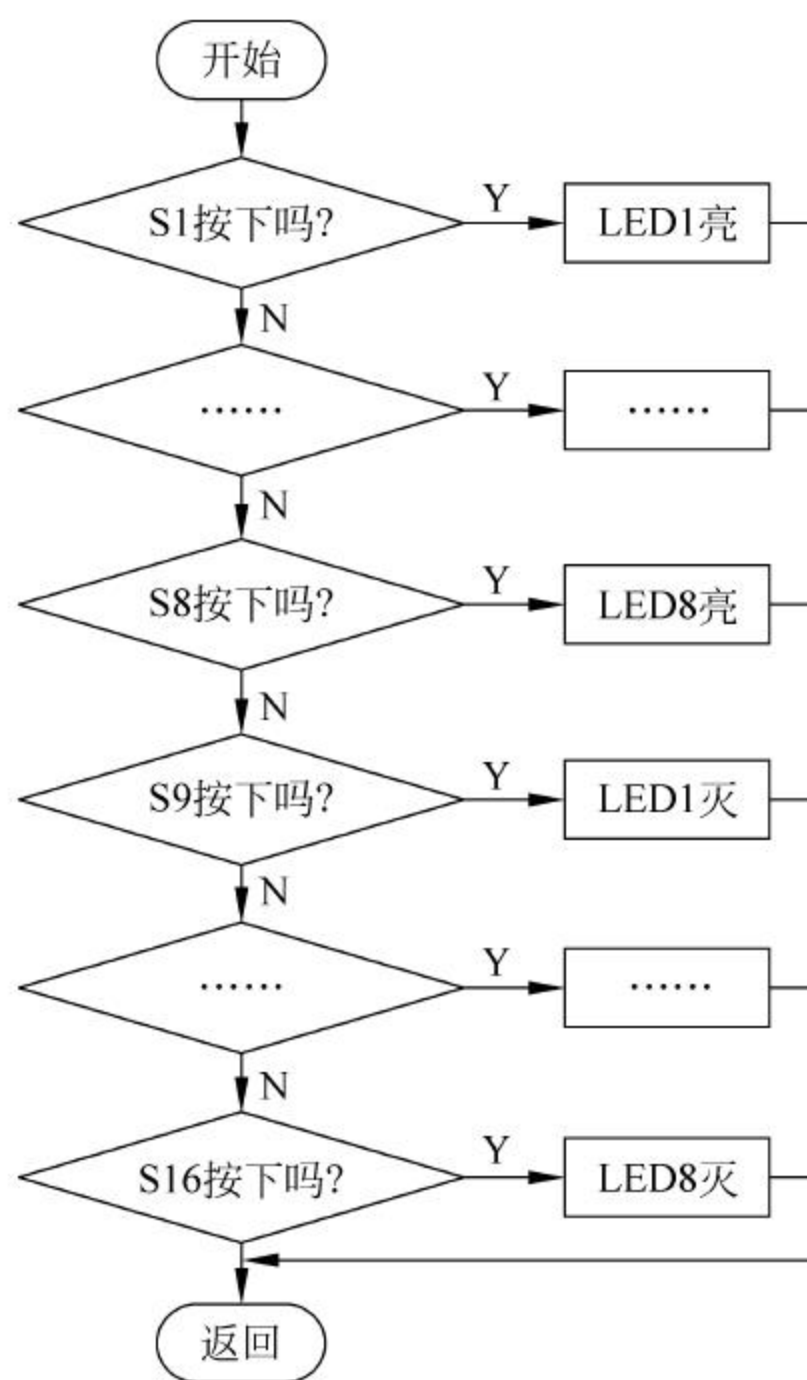 开始
S1按下吗?
Y
LED1亮
N
……
Y
……
N
S8按下吗?
Y
LED8亮
N
S9按下吗?
Y
LED1灭
N
……
Y
……
N
S16按下吗?
Y
LED8灭
返回